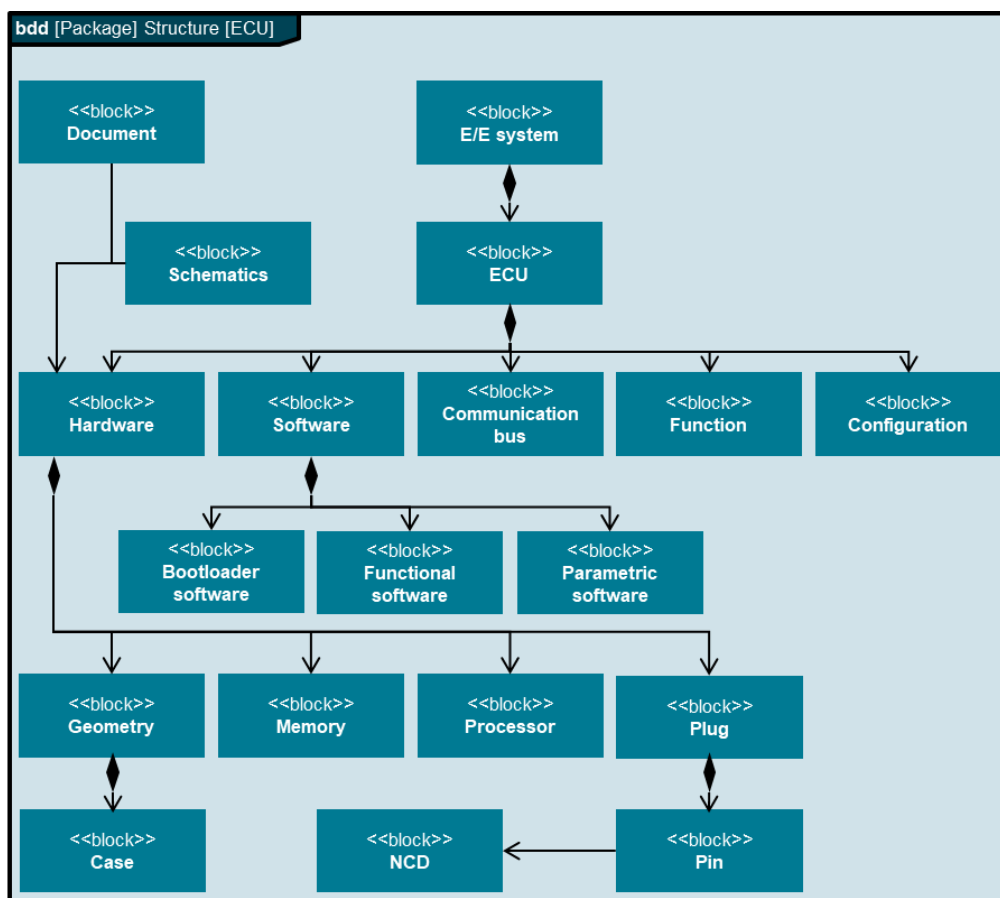 bdd [Package] Structure [ECU]
<<block>>
Document
<<block>>
E/E system
<<block>>
Schematics
<<block>>
ECU
<<block>>
Hardware
<<block>>
Software
<<block>>
Communication
bus
<<block>>
Function
<<block>>
Configuration
<<block>>
Bootloader
software
<<block>>
Functional
software
<<block>>
Parametric
software
<<block>>
Geometry
<<block>>
Memory
<<block>>
Processor
<<block>>
Plug
<<block>>
Case
<<block>>
NCD
<<block>>
Pin